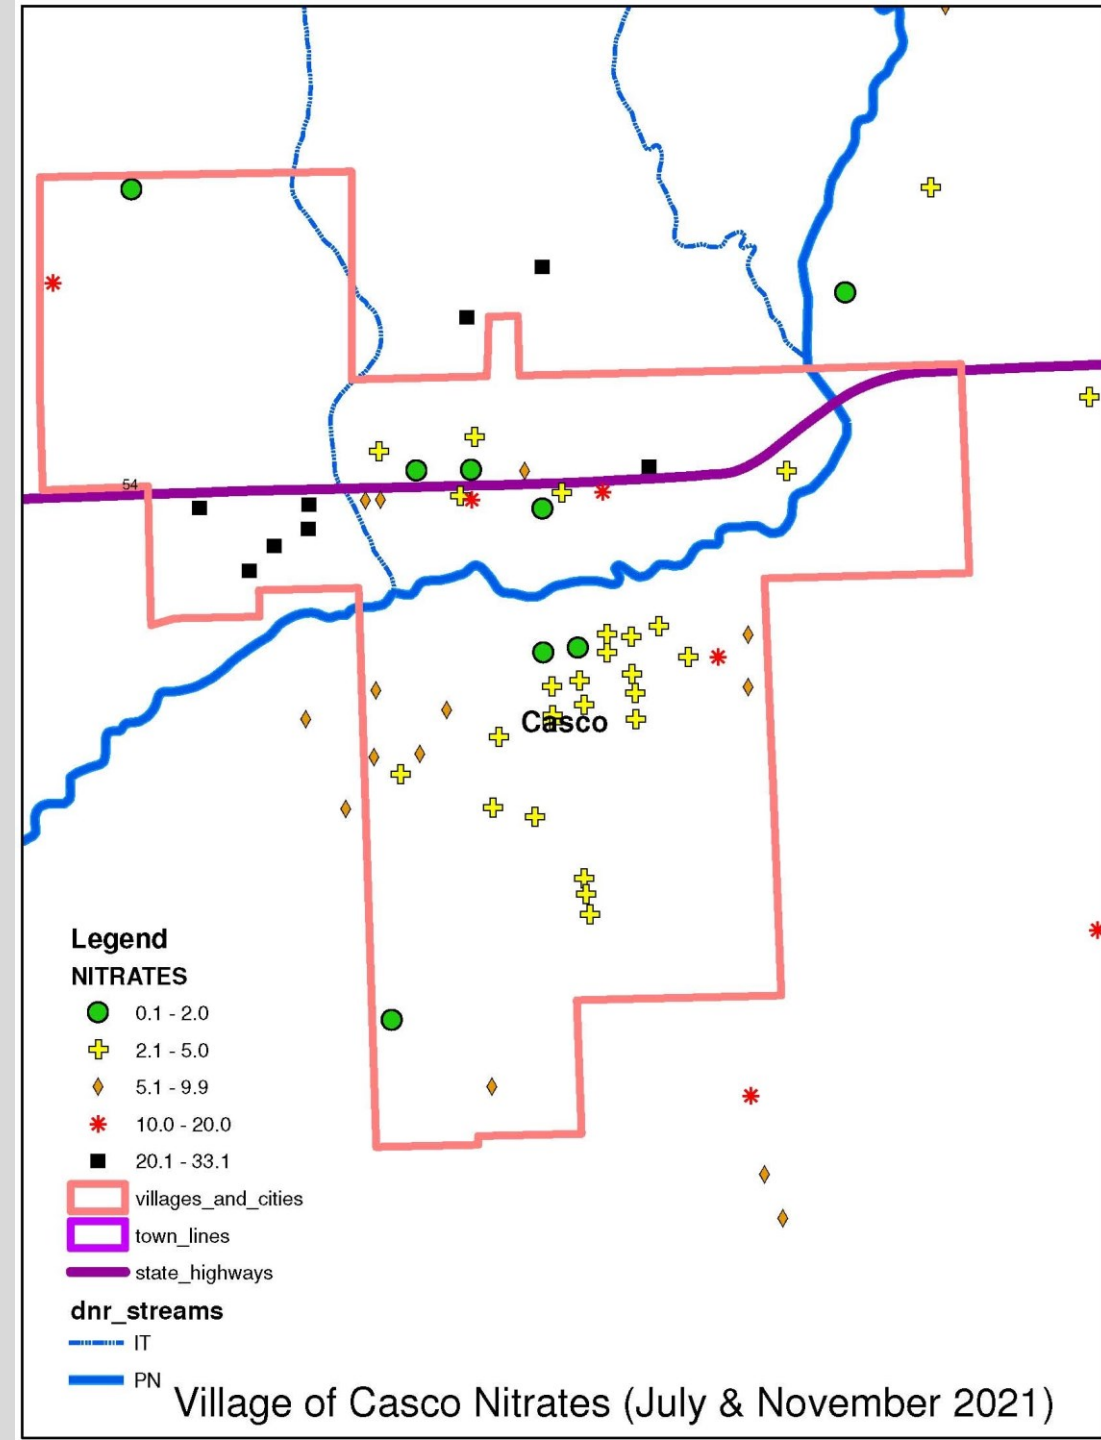 54
Casco
Legend
NITRATES
0.1 - 2.0
2.1 - 5.0
5.1 - 9.9
10.0 - 20.0
20.1 - 33.1
villages_and_cities
town_lines
state_highways
dnr_streams
IT
PN
Village of Casco Nitrates (July & November 2021)